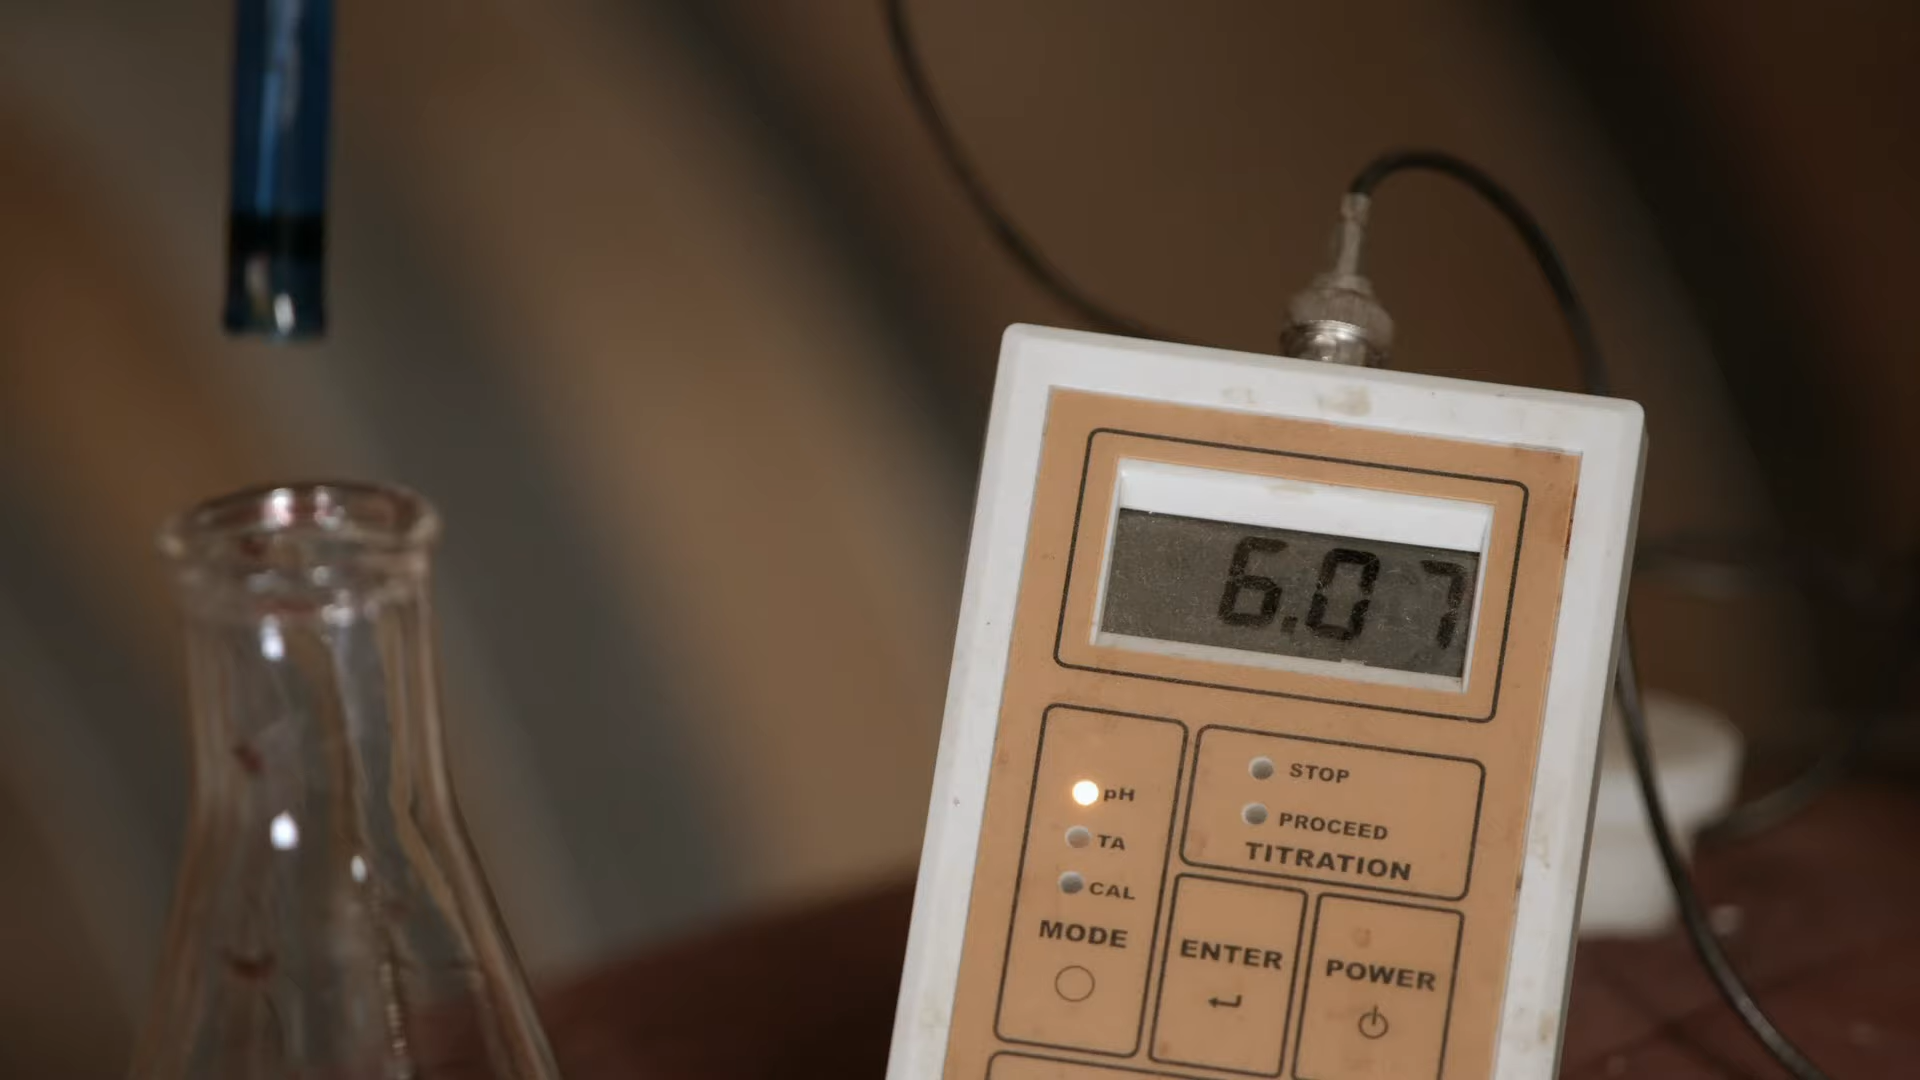 6.07
pH
TA
CAL
MODE
STOP
PROCEED
TITRATION
ENTER
POWER